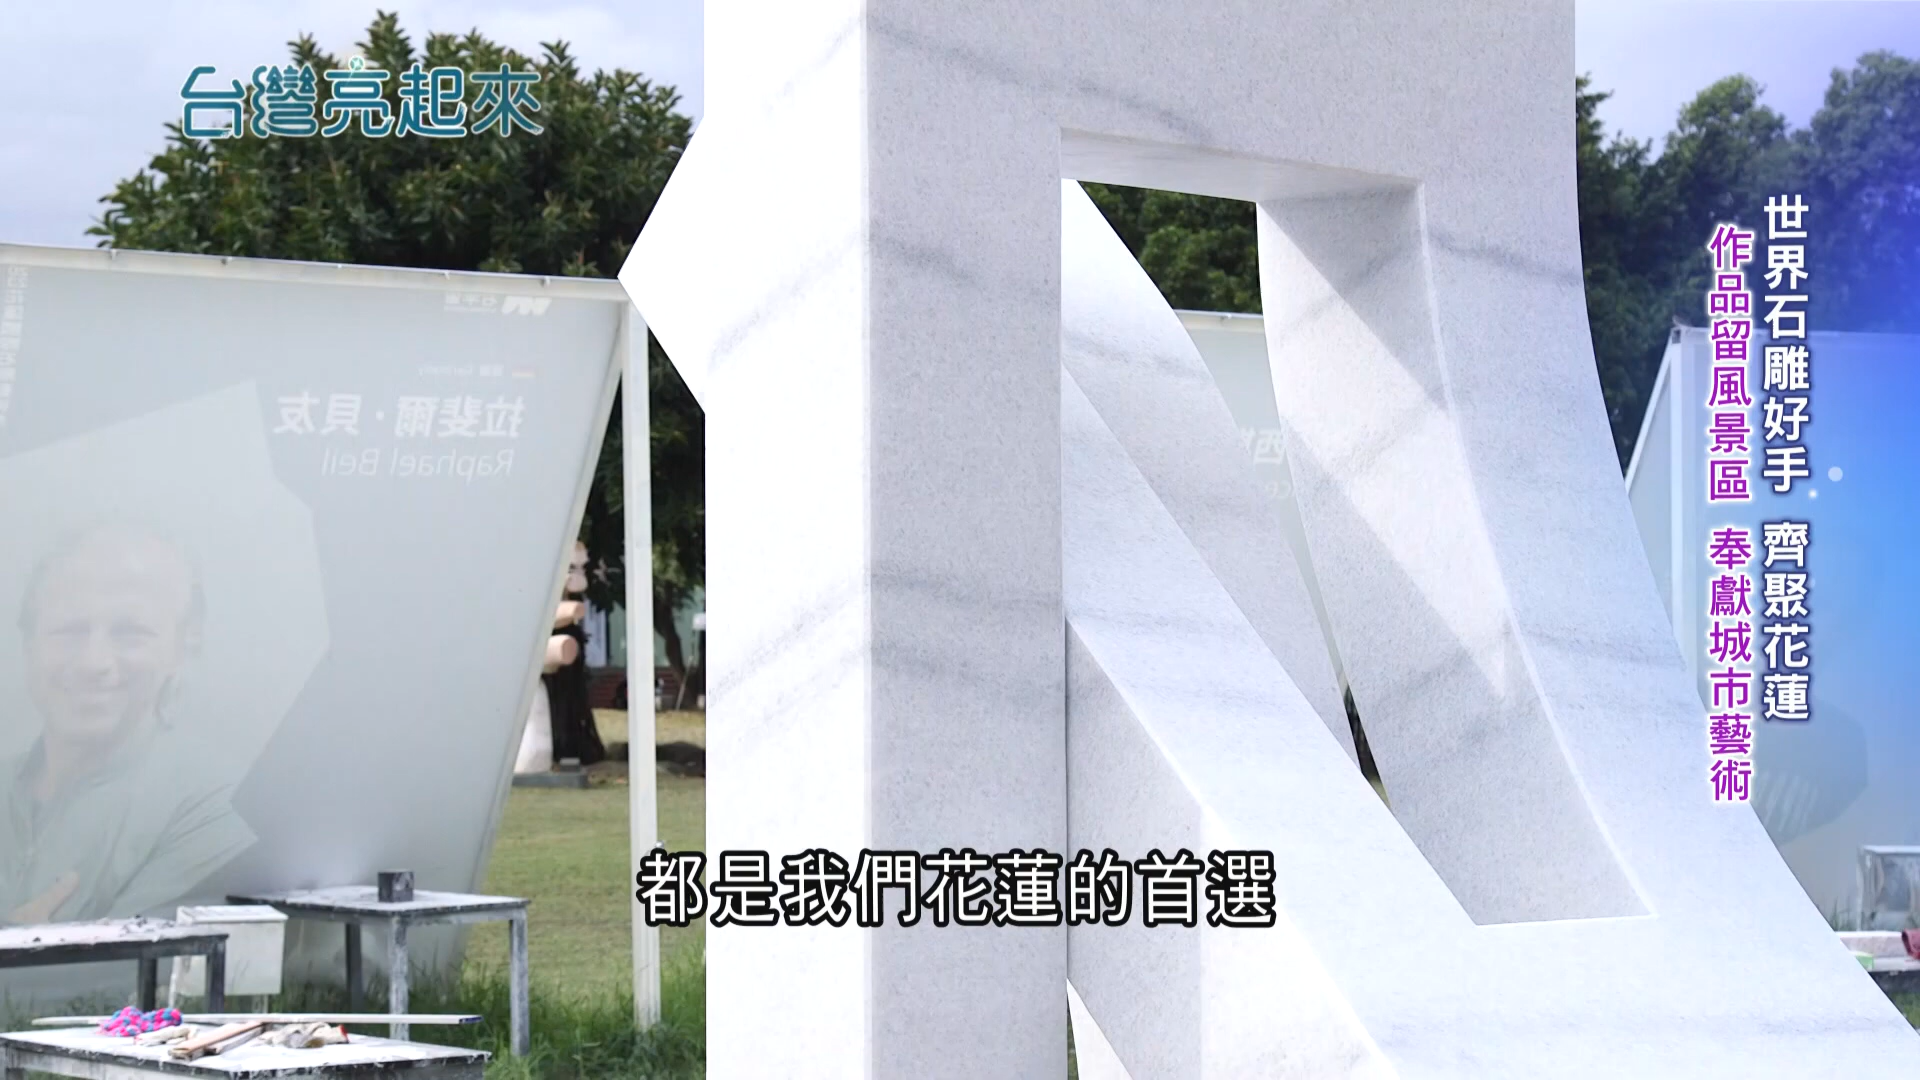 台灣亮起來
世界石雕好手 齊聚花蓮
作品留風景區 奉獻城市藝術
拉斐爾·貝友
Raphael Beil
西
都是我們花蓮的首選